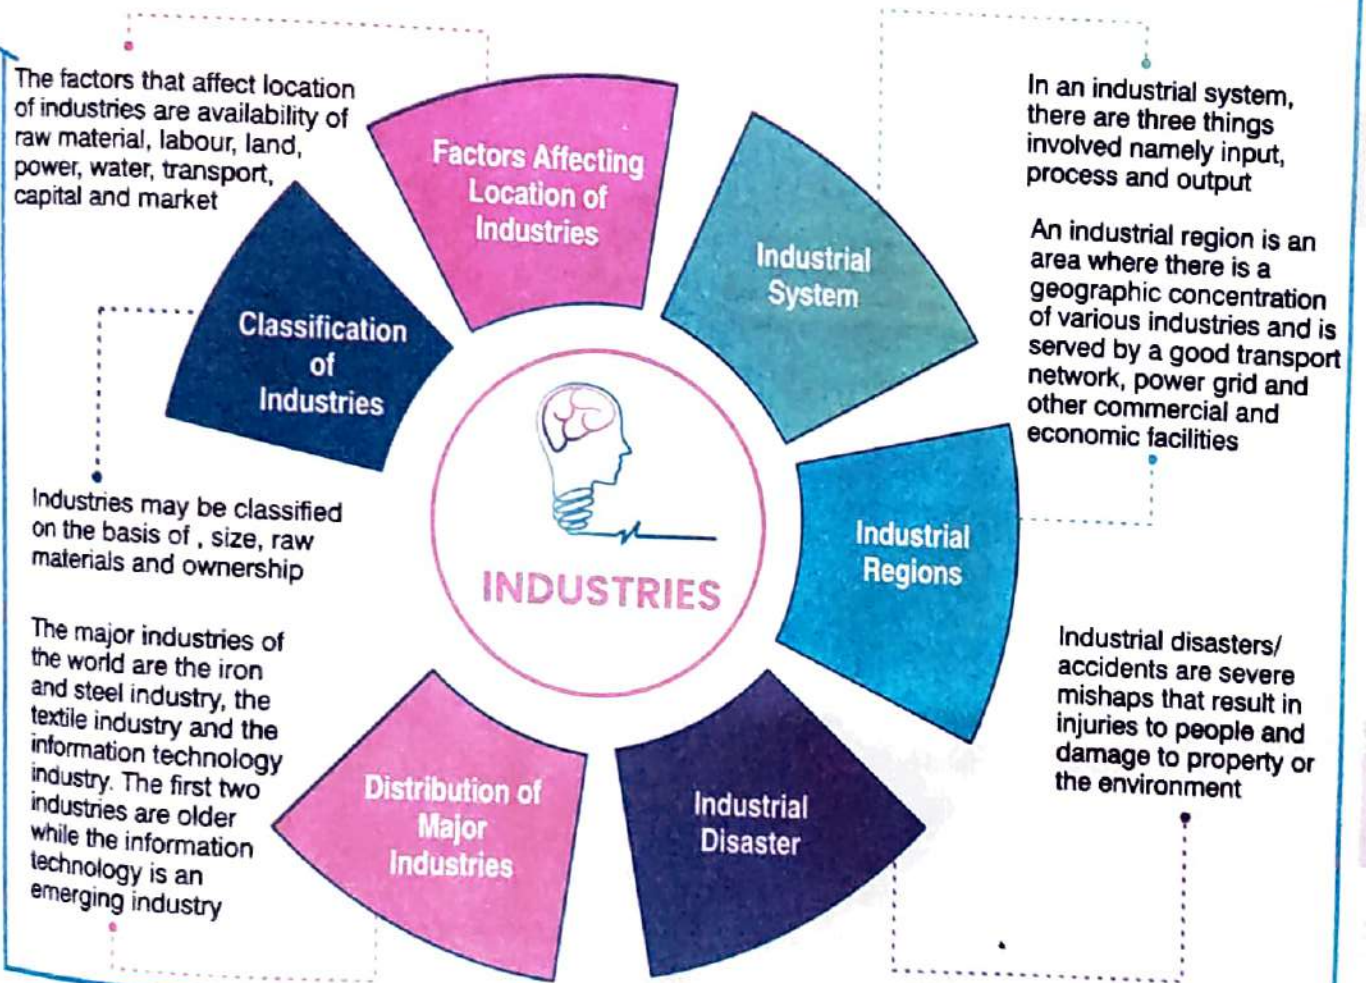 The factors that affect location
of industries are availability of
raw material, labour, land,
power, water, transport,
capital and market
Factors Affecting
Location of
Industries
In an industrial system,
there are three things
involved namely input,
process and output
Industrial
System
An industrial region is an
area where there is a
geographic concentration
of various industries and is
served by a good transport
network, power grid and
other commercial and
economic facilities
Classification
of
Industries
Industries may be classified
on the basis of , size, raw
materials and ownership
INDUSTRIES
Industrial
Regions
The major industries of
the world are the iron
and steel industry, the
textile industry and the
information technology
industry. The first two
industries are older
while the information
technology is an
emerging industry
Distribution of
Major
Industries
Industrial
Disaster
Industrial disasters/
accidents are severe
mishaps that result in
injuries to people and
damage to property or
the environment